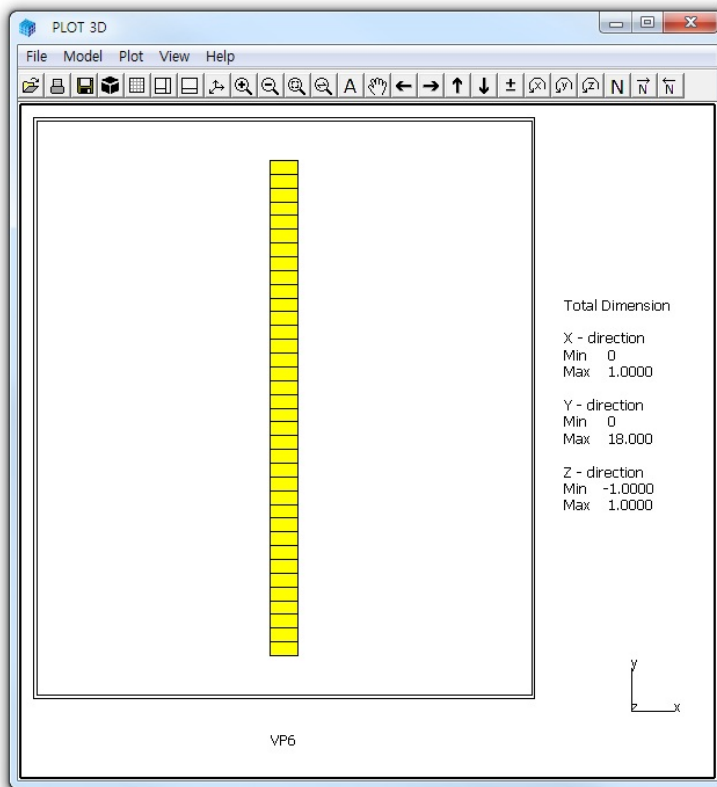 PLOT 3D
File Model Plot View Help
A ± x y z N N N
Total Dimension
X - direction
Min 0
Max 1.0000
Y - direction
Min 0
Max 18.000
Z - direction
Min -1.0000
Max 1.0000
y
z x
VP6